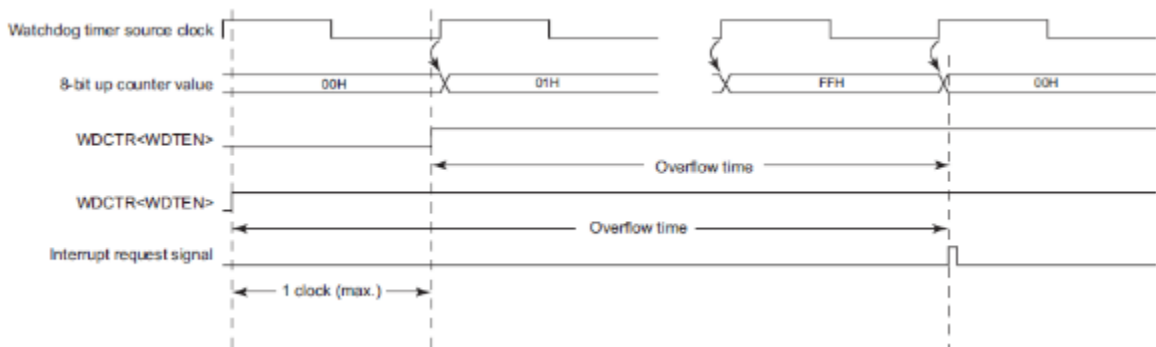 Watchdog timer source clock
8-bit up counter value
00H
01H
FFH
00H
WDCTR<WDTEN>
Overflow time
WDCTR<WDTEN>
Overflow time
Interrupt request signal
1 clock (max.)